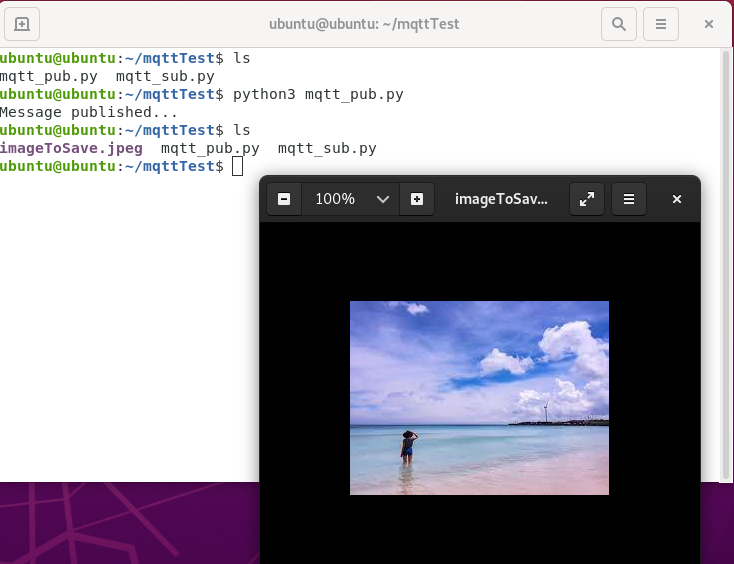 ubuntu@ubuntu: ~/mqttTest
ubuntu@ubuntu:~/mqttTest$ ls
mqtt_pub.py  mqtt_sub.py
ubuntu@ubuntu:~/mqttTest$ python3 mqtt_pub.py
Message published...
ubuntu@ubuntu:~/mqttTest$ ls
imageToSave.jpeg  mqtt_pub.py  mqtt_sub.py
ubuntu@ubuntu:~/mqttTest$
100% imageToSav...